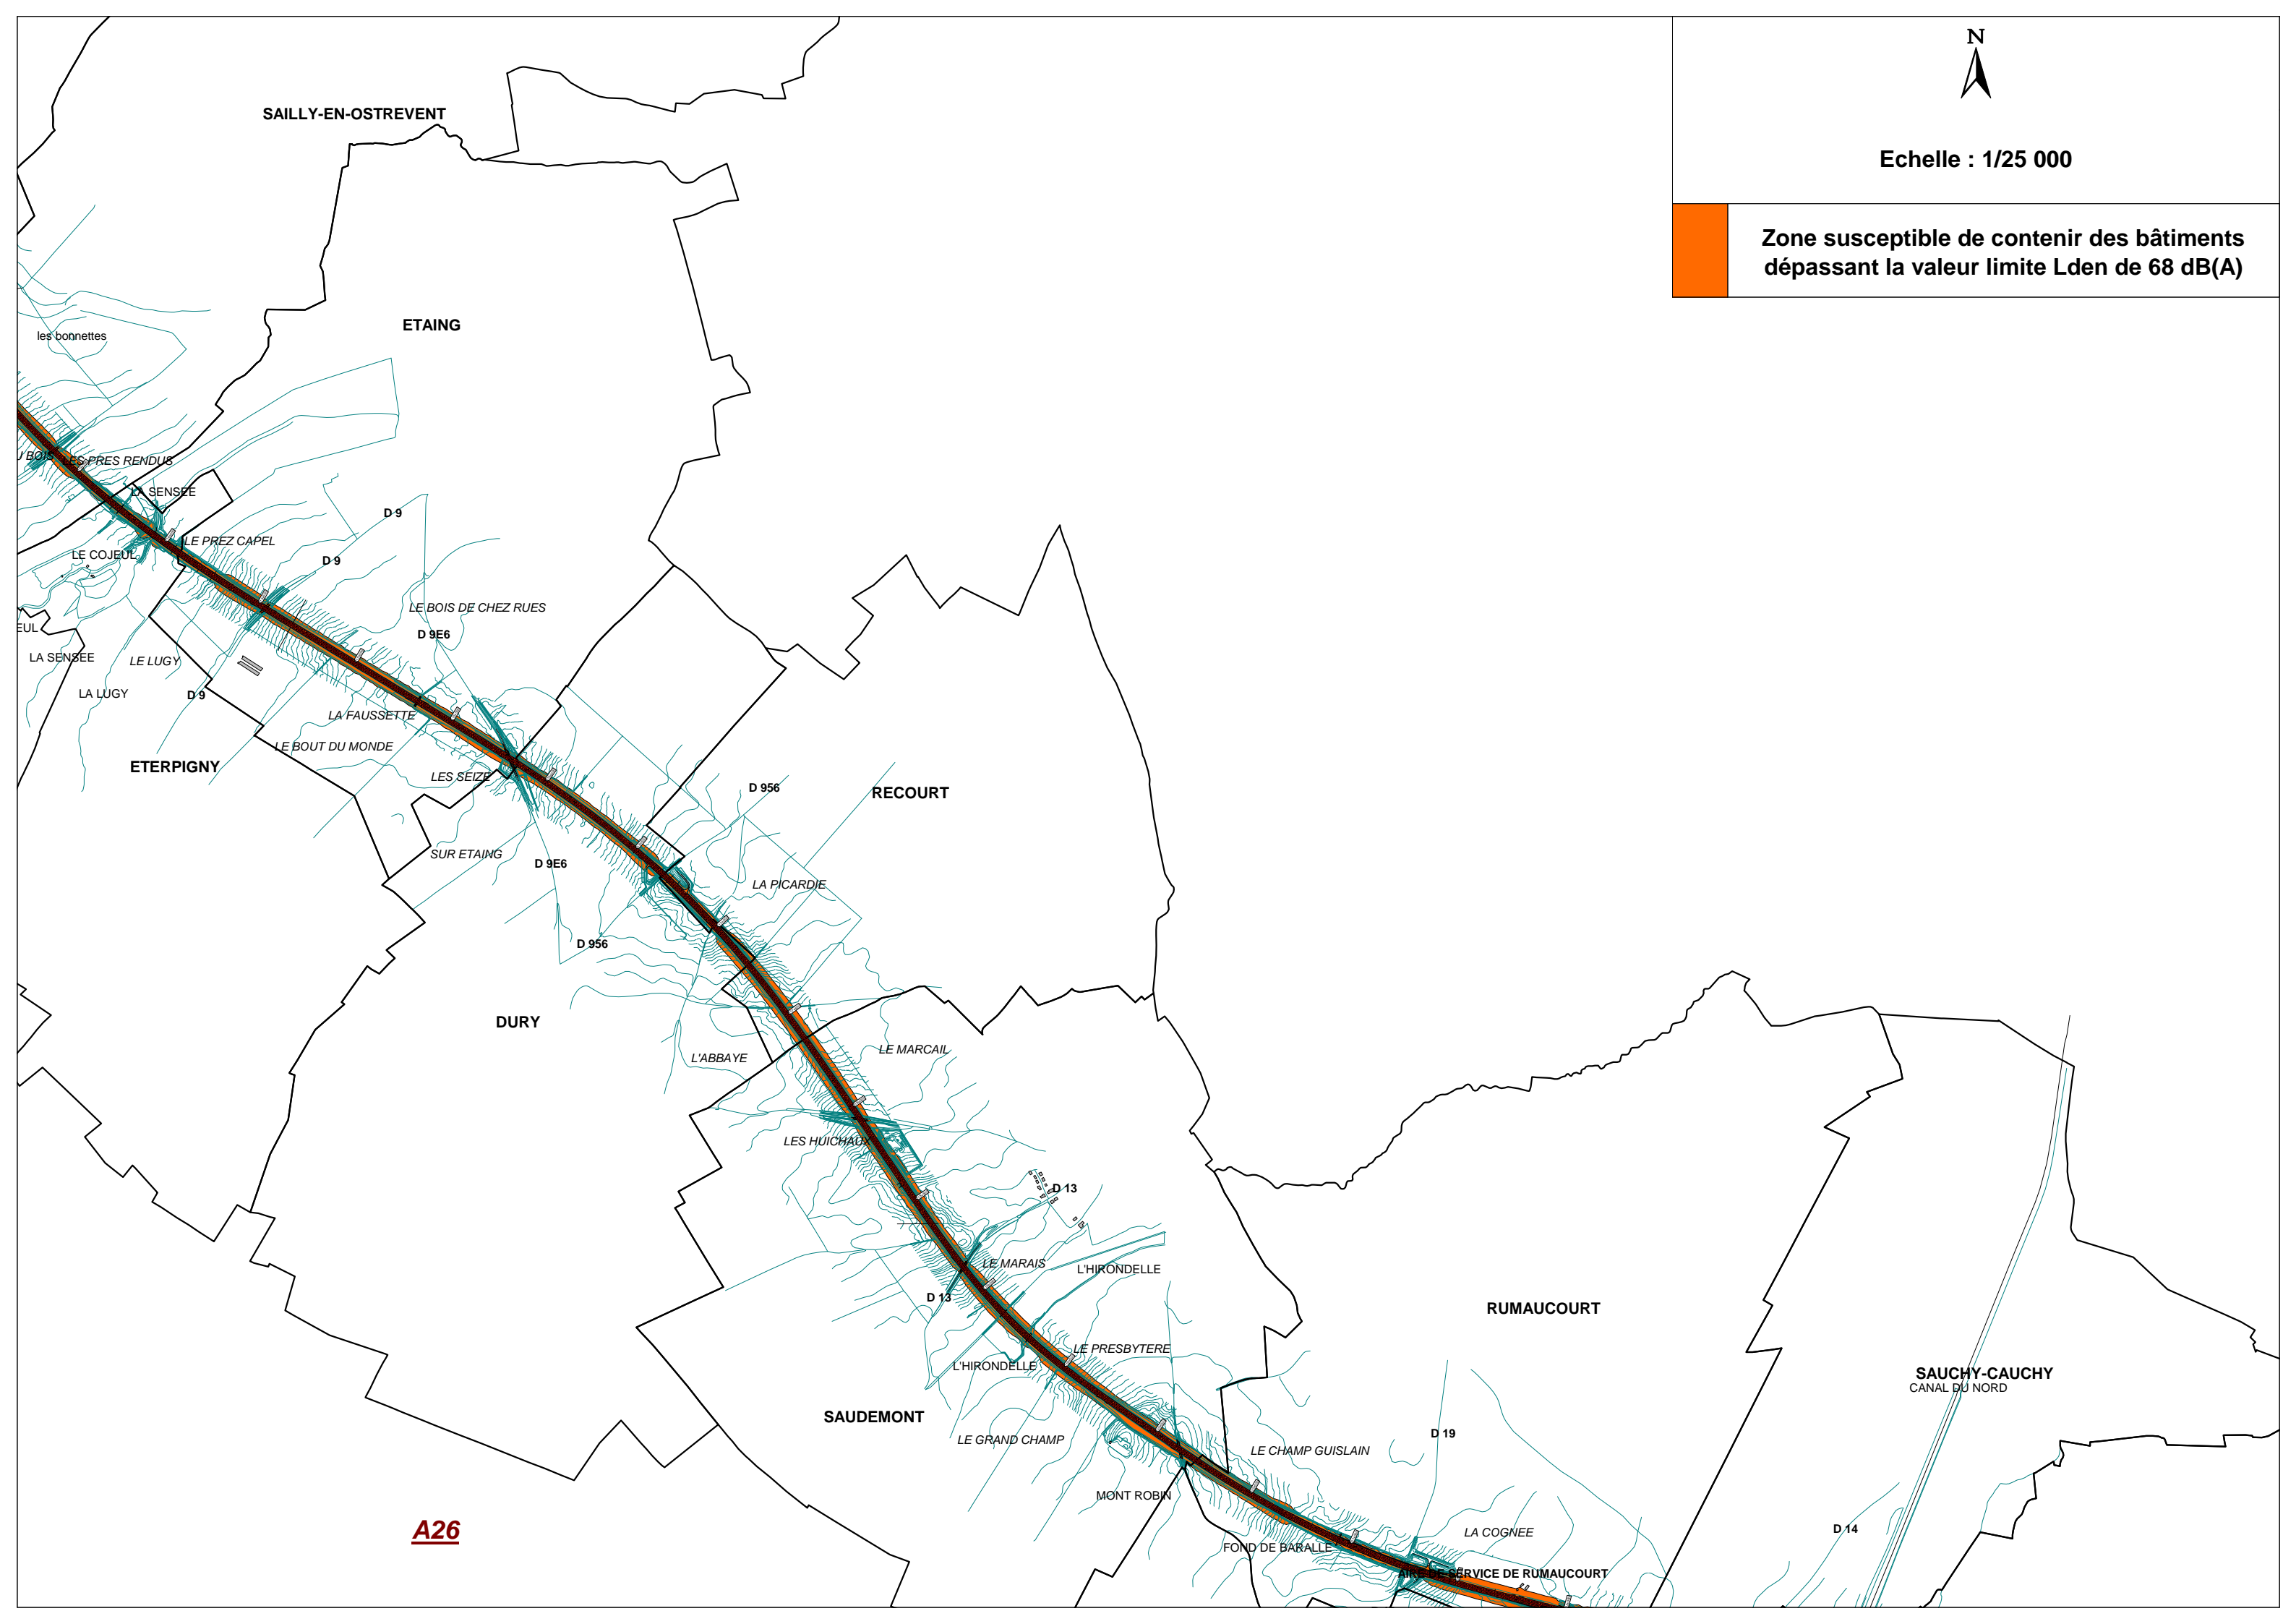 N
Echelle : 1/25 000
Zone susceptible de contenir des bâtiments
dépassant la valeur limite Lden de 68 dB(A)
SAILLY-EN-OSTREVENT
ETAING
les bonnettes
U BOIS
LES PRES RENDUS
LA SENSEE
D 9
LE PREZ CAPEL
LE COJEUL
D 9
LE BOIS DE CHEZ RUES
EUL
D 9E6
LA SENSEE
LE LUGY
LA LUGY
D 9
LA FAUSSETTE
LE BOUT DU MONDE
ETERPIGNY
LES SEIZE
D 956
RECOURT
SUR ETAING
D 9E6
LA PICARDIE
D 956
DURY
L'ABBAYE
LE MARCAIL
LES HUICHAUX
D 13
LE MARAIS
L'HIRONDELLE
D 13
RUMAUCOURT
LE PRESBYTERE
L'HIRONDELLE
SAUCHY-CAUCHY
CANAL DU NORD
SAUDEMONT
LE GRAND CHAMP
D 19
LE CHAMP GUISLAIN
MONT ROBIN
A26
LA COGNEE
D 14
FOND DE BARALLE
AIRE DE SERVICE DE RUMAUCOURT